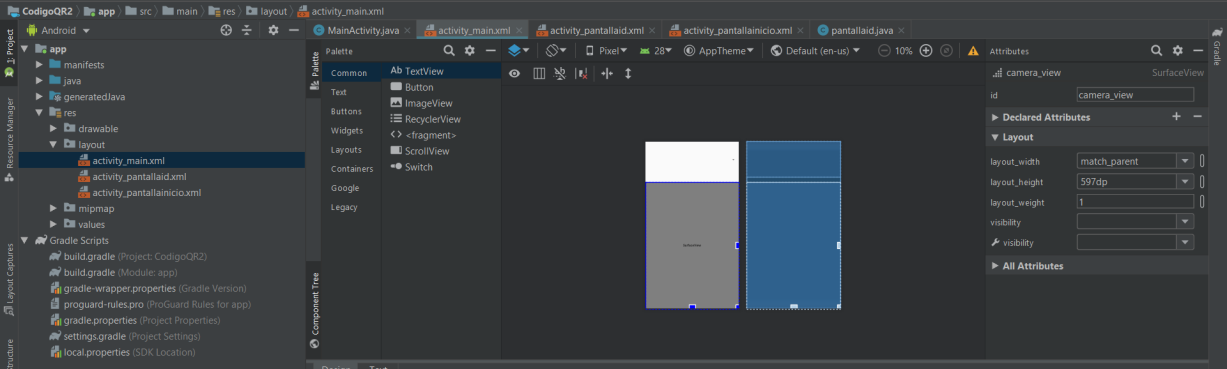 CodigoQR2 app src main res layout activity_main.xml
Android
MainActivity.java activity_main.xml activity_pantallaid.xml activity_pantallainicio.xml pantallaid.java
1: Project
Resource Manager
Layout Captures
Structure
app
manifests
java
generatedJava
res
drawable
layout
activity_main.xml
activity_pantallaid.xml
activity_pantallainicio.xml
mipmap
values
Gradle Scripts
build.gradle (Project: CodigoQR2)
build.gradle (Module: app)
gradle-wrapper.properties (Gradle Version)
proguard-rules.pro (ProGuard Rules for app)
gradle.properties (Project Properties)
settings.gradle (Project Settings)
local.properties (SDK Location)
Palette
Component Tree
Palette
Common
Text
Buttons
Widgets
Layouts
Containers
Google
Legacy
Ab TextView
Button
ImageView
RecyclerView
<> <fragment>
ScrollView
Switch
Pixel 28 AppTheme Default (en-us) 10%
Design Text
Attributes
camera_view SurfaceView
id camera_view
Declared Attributes
Layout
layout_width match_parent
layout_height 597dp
layout_weight 1
visibility
visibility
All Attributes
Gradle